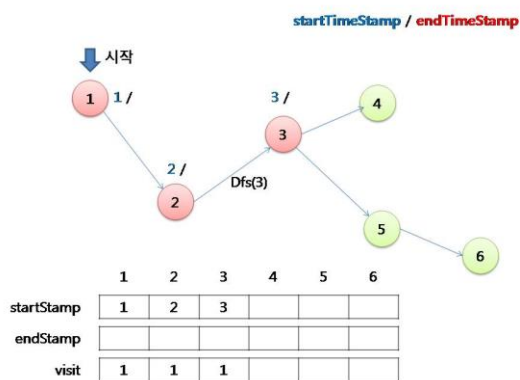 startTimeStamp / endTimeStamp
시작
1 1 /
3 /
4
3
2 /
Dfs(3)
2
5
6
1 2 3 4 5 6
startStamp 1 2 3
endStamp
visit 1 1 1